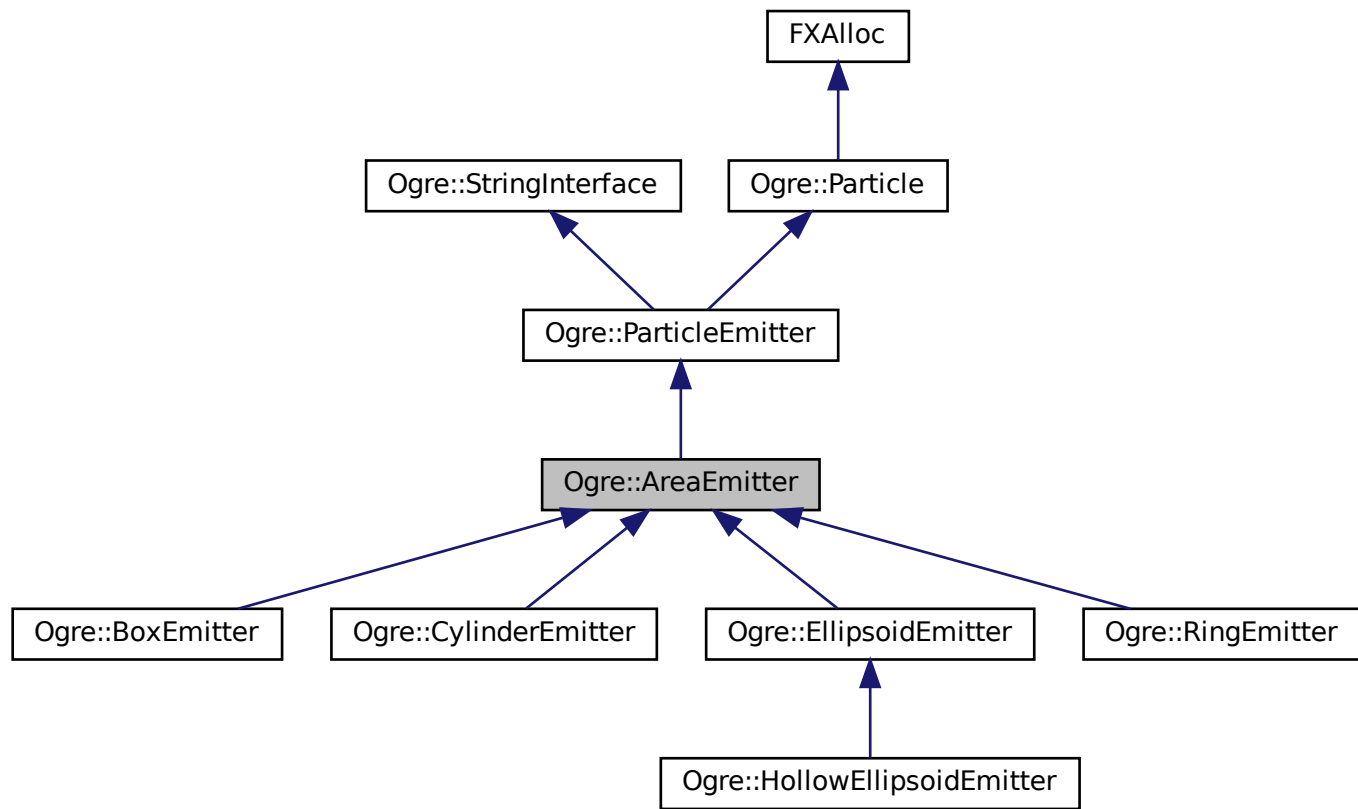 FXAlloc
Ogre::StringInterface
Ogre::Particle
Ogre::ParticleEmitter
Ogre::AreaEmitter
Ogre::BoxEmitter
Ogre::CylinderEmitter
Ogre::EllipsoidEmitter
Ogre::RingEmitter
Ogre::HollowEllipsoidEmitter